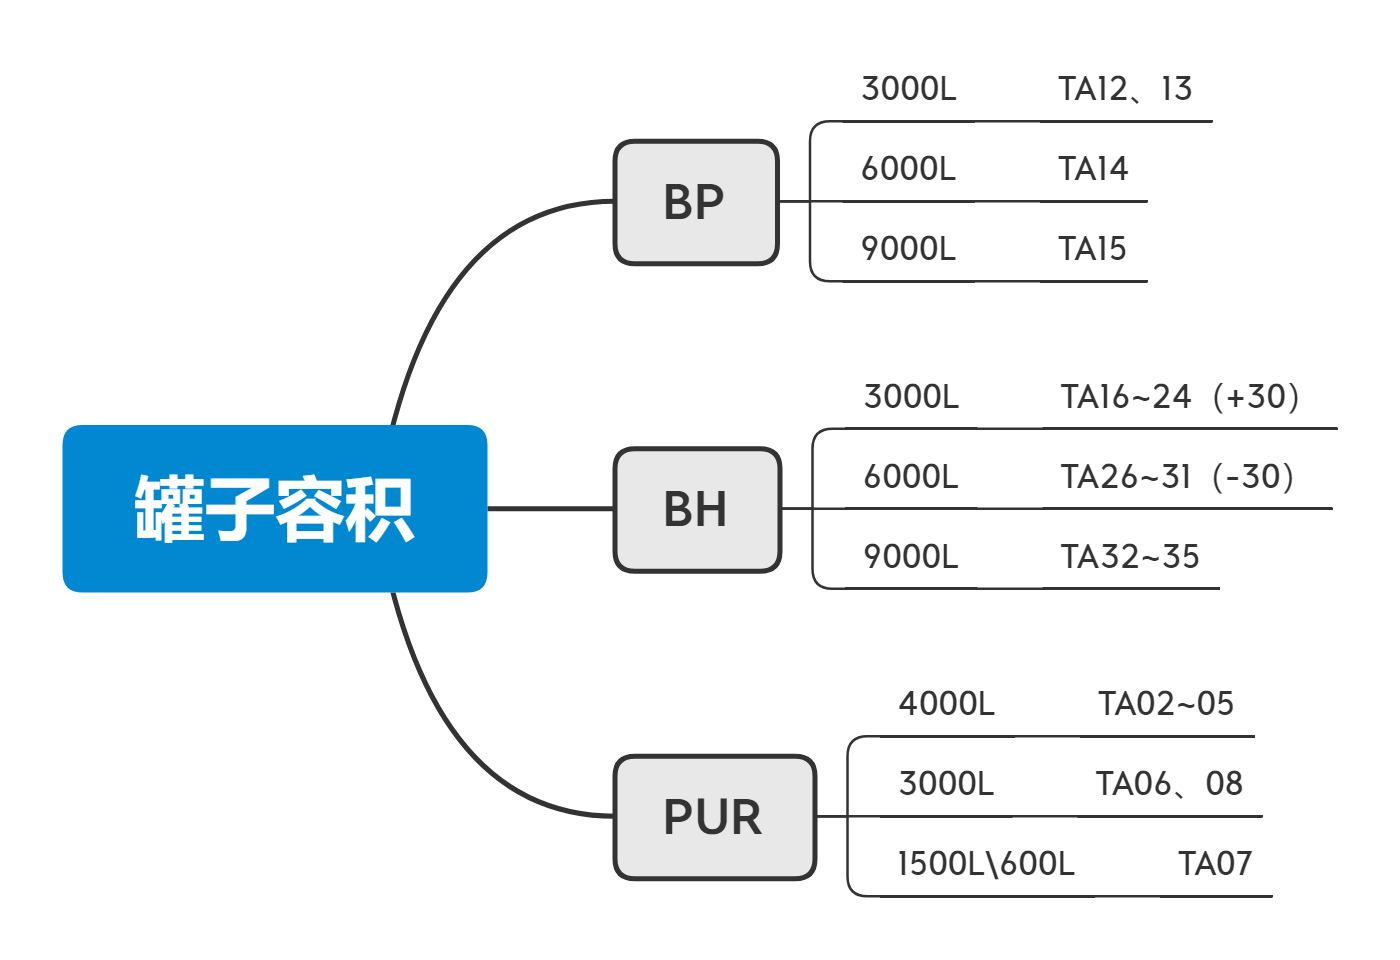 罐子容积
BP
3000L TA12、13
6000L TA14
9000L TA15
BH
3000L TA16~24（+30）
6000L TA26~31（-30）
9000L TA32~35
PUR
4000L TA02~05
3000L TA06、08
1500L\600L TA07